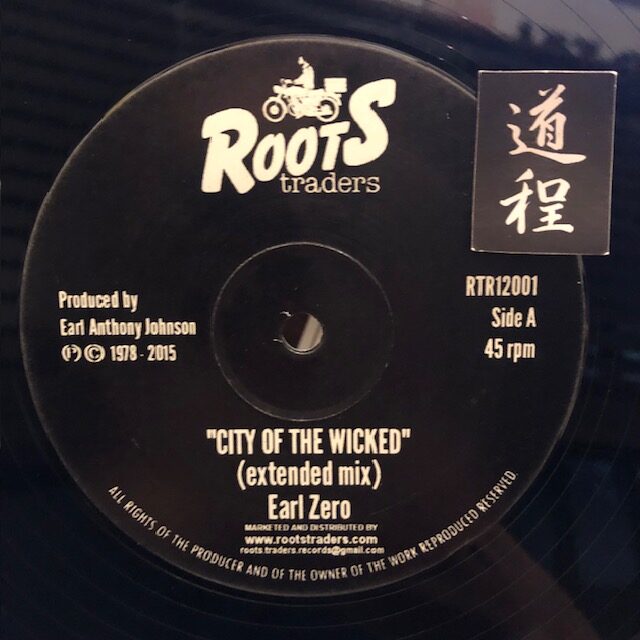 ROOTS
traders
道
程
Produced by
Earl Anthony Johnson
Ⓟ © 1978 - 2015
RTR12001
Side A
45 rpm
"CITY OF THE WICKED"
(extended mix)
Earl Zero
MARKETED AND DISTRIBUTED BY
www.rootstraders.com
roots.traders.records@gmail.com
ALL RIGHTS OF THE PRODUCER AND OF THE OWNER OF THE WORK REPRODUCED RESERVED.